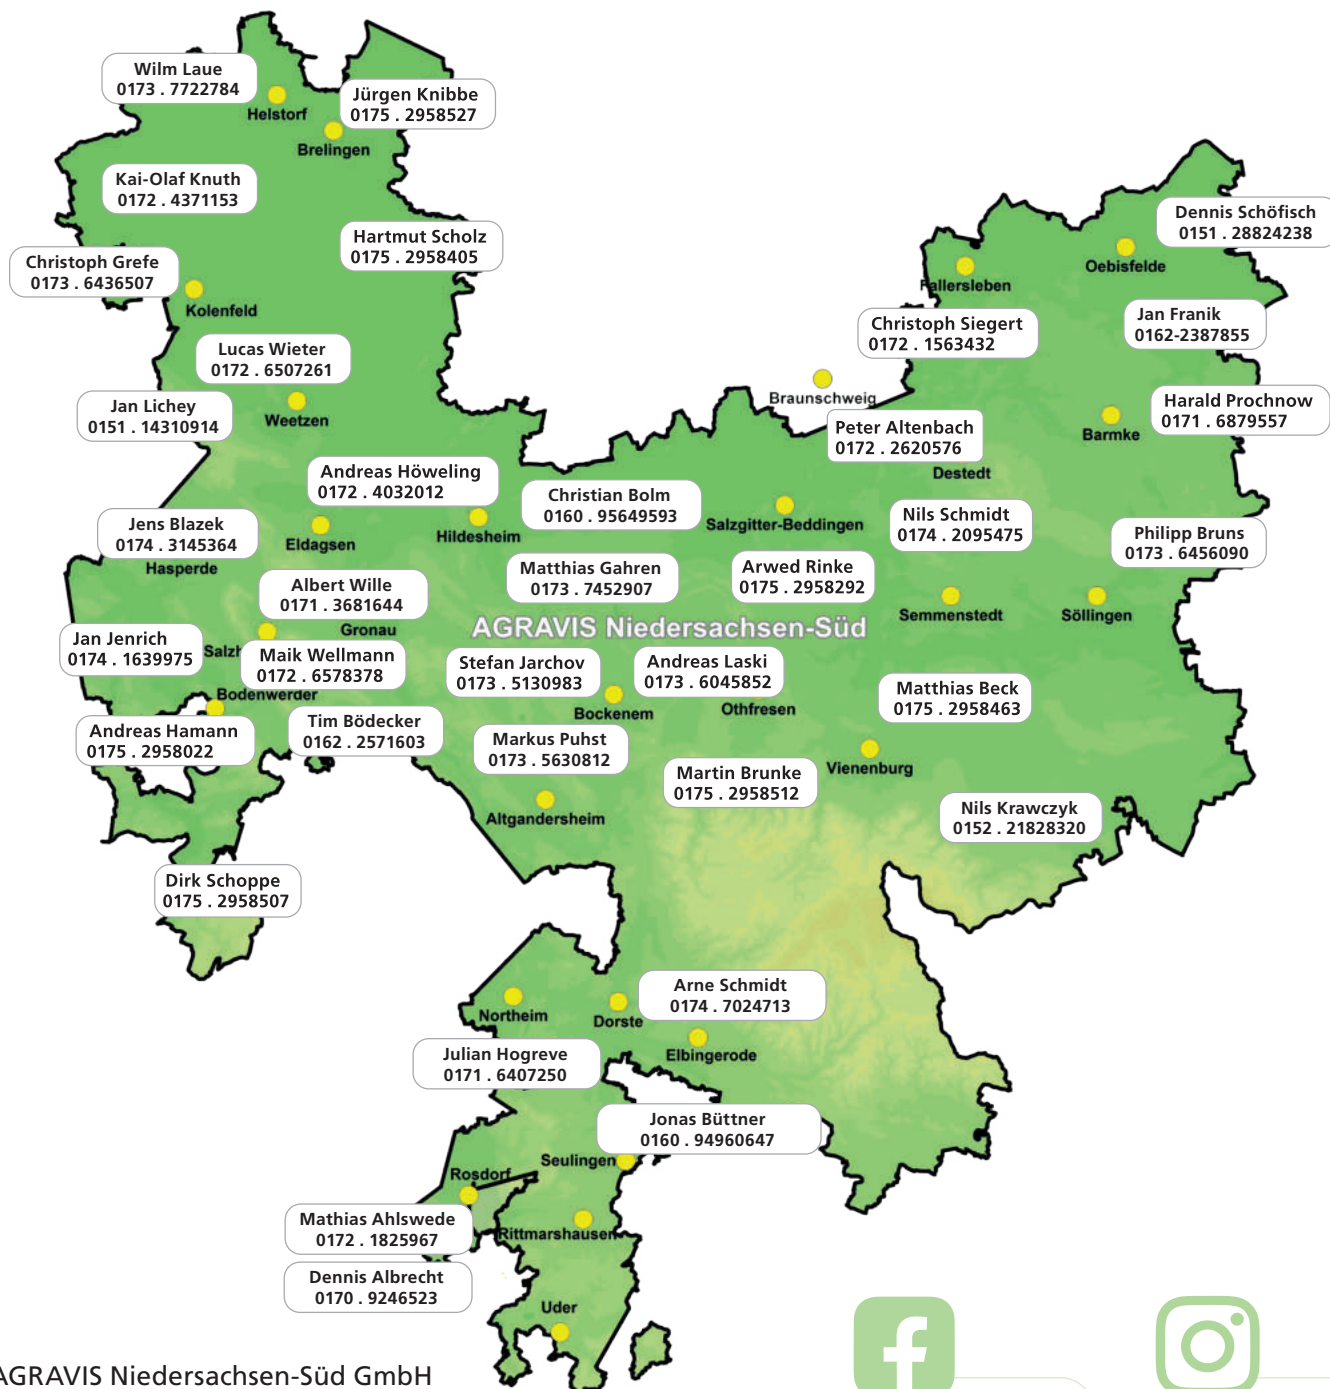 Wilm Laue
0173 . 7722784
Helstorf
Jürgen Knibbe
0175 . 2958527
Brelingen
Kai-Olaf Knuth
0172 . 4371153
Hartmut Scholz
0175 . 2958405
Dennis Schöfisch
0151 . 28824238
Oebisfelde
Christoph Grefe
0173 . 6436507
Kolenfeld
Fallersleben
Christoph Siegert
0172 . 1563432
Jan Franik
0162-2387855
Lucas Wieter
0172 . 6507261
Weetzen
Braunschweig
Jan Lichey
0151 . 14310914
Harald Prochnow
0171 . 6879557
Barmke
Peter Altenbach
0172 . 2620576
Destedt
Andreas Höweling
0172 . 4032012
Christian Bolm
0160 . 95649593
Salzgitter-Beddingen
Nils Schmidt
0174 . 2095475
Jens Blazek
0174 . 3145364
Hasperde
Eldagsen
Hildesheim
Philipp Bruns
0173 . 6456090
Matthias Gahren
0173 . 7452907
Arwed Rinke
0175 . 2958292
Albert Wille
0171 . 3681644
Gronau
Semmenstedt
Söllingen
AGRAVIS Niedersachsen-Süd
Jan Jenrich
0174 . 1639975
Maik Wellmann
0172 . 6578378
Stefan Jarchov
0173 . 5130983
Andreas Laski
0173 . 6045852
Bodenwerder
Bockenem
Othfresen
Matthias Beck
0175 . 2958463
Andreas Hamann
0175 . 2958022
Tim Bödecker
0162 . 2571603
Markus Puhst
0173 . 5630812
Martin Brunke
0175 . 2958512
Vienenburg
Altgandersheim
Nils Krawczyk
0152 . 21828320
Dirk Schoppe
0175 . 2958507
Arne Schmidt
0174 . 7024713
Northeim
Dorste
Elbingerode
Julian Hogreve
0171 . 6407250
Jonas Büttner
0160 . 94960647
Seulingen
Rosdorf
Mathias Ahlswede
0172 . 1825967
Rittmarshausen
Dennis Albrecht
0170 . 9246523
Uder
AGRAVIS Niedersachsen-Süd GmbH